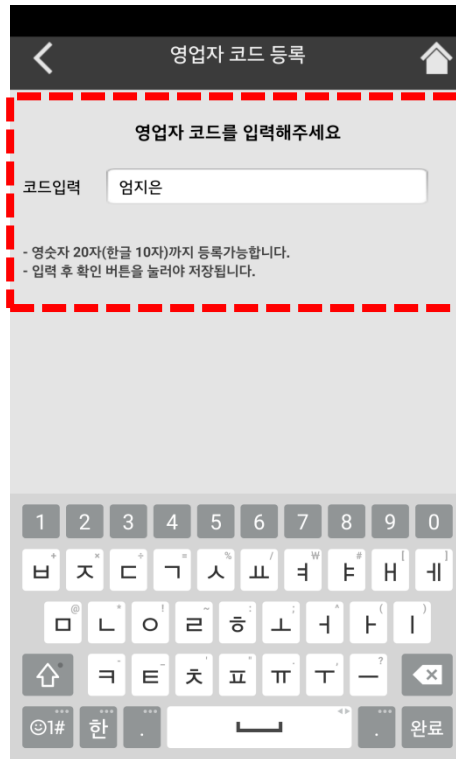 영업자 코드 등록
영업자 코드를 입력해주세요
코드입력 엄지은
- 영숫자 20자(한글 10자)까지 등록가능합니다.
- 입력 후 확인 버튼을 눌러야 저장됩니다.
1 2 3 4 5 6 7 8 9 0
+ × ÷ = % / ₩ # [ ]
ㅂ ㅈ ㄷ ㄱ ㅅ ㅛ ㅕ ㅑ ㅐ ㅔ
@ * ! ~ : ; ^ ( )
ㅁ ㄴ ㅇ ㄹ ㅎ ㅗ ㅓ ㅏ ㅣ
ㅋ ㅌ ㅊ ㅍ ㅠ ㅜ ㅡ ?
☺1# 한 . . 완료